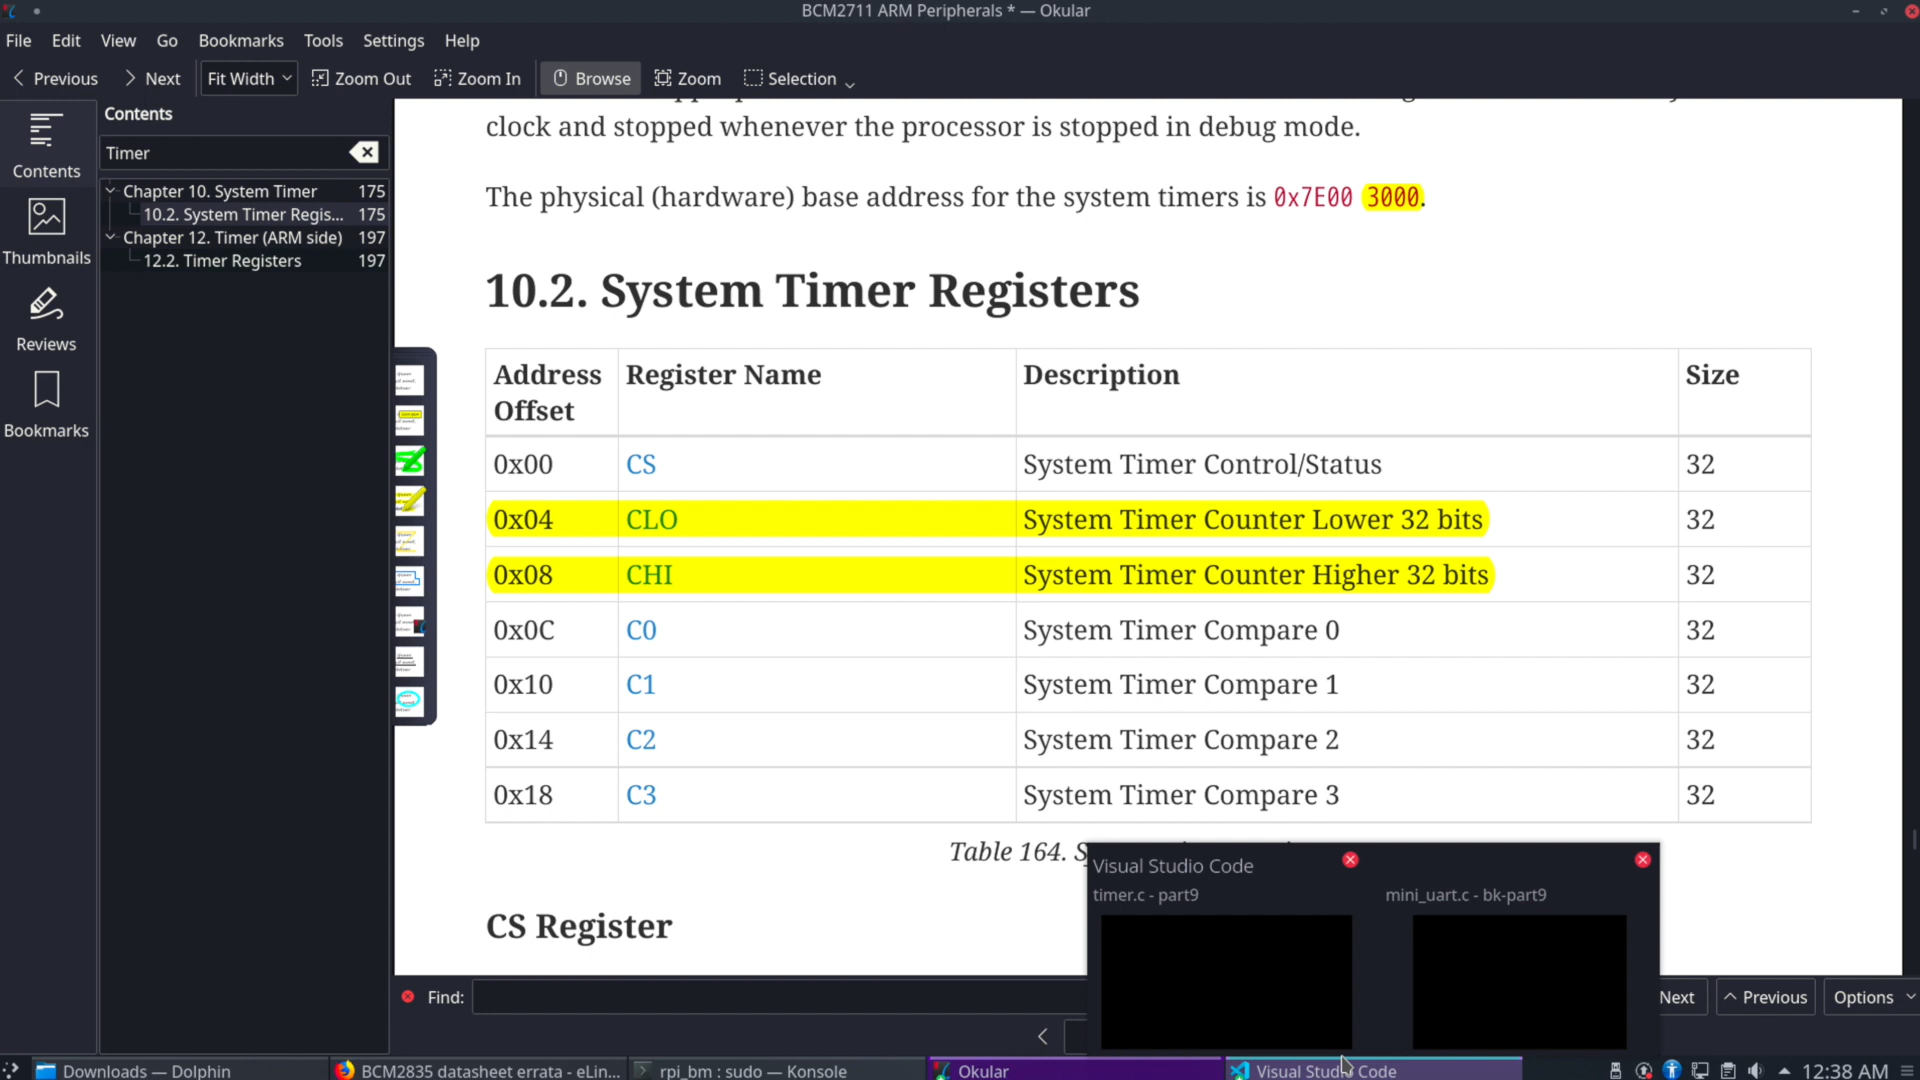 BCM2711 ARM Peripherals * — Okular
File Edit View Go Bookmarks Tools Settings Help
Previous Next Fit Width Zoom Out Zoom In Browse Zoom Selection
Contents
Timer
Chapter 10. System Timer 175
10.2. System Timer Regis... 175
Chapter 12. Timer (ARM side) 197
12.2. Timer Registers 197
Contents
Thumbnails
Reviews
Bookmarks
clock and stopped whenever the processor is stopped in debug mode.
The physical (hardware) base address for the system timers is 0x7E00 3000.
10.2. System Timer Registers
Address Offset Register Name Description Size
0x00 CS System Timer Control/Status 32
0x04 CLO System Timer Counter Lower 32 bits 32
0x08 CHI System Timer Counter Higher 32 bits 32
0x0C C0 System Timer Compare 0 32
0x10 C1 System Timer Compare 1 32
0x14 C2 System Timer Compare 2 32
0x18 C3 System Timer Compare 3 32
Table 164.
CS Register
Visual Studio Code
timer.c - part9 mini_uart.c - bk-part9
Find: Next Previous Options
Downloads — Dolphin BCM2835 datasheet errata - eLin... rpi_bm : sudo — Konsole Okular Visual Studio Code 12:38 AM